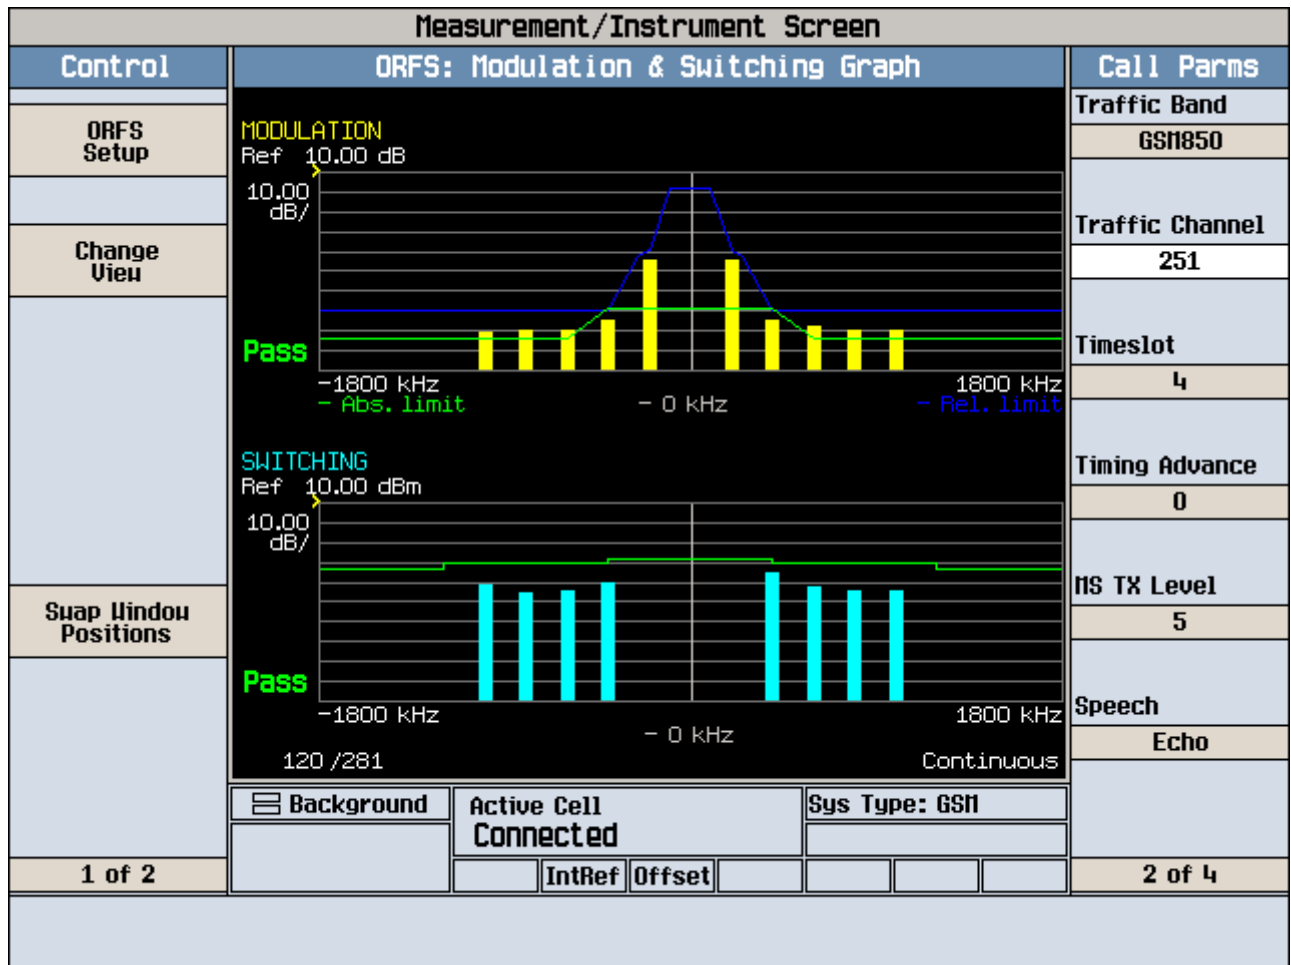 Measurement/Instrument Screen
Control
ORFS
Setup
Change
View
Swap Window
Positions
1 of 2
ORFS: Modulation & Switching Graph
MODULATION
Ref 10.00 dB
10.00
dB/
Pass
-1800 kHz
1800 kHz
- Abs. limit
- 0 kHz
- Rel. limit
SWITCHING
Ref 10.00 dBm
10.00
dB/
Pass
-1800 kHz
1800 kHz
- 0 kHz
120 /281
Continuous
Background
Active Cell
Connected
Sys Type: GSM
IntRef
Offset
Call Parms
Traffic Band
GSM850
Traffic Channel
251
Timeslot
4
Timing Advance
0
MS TX Level
5
Speech
Echo
2 of 4